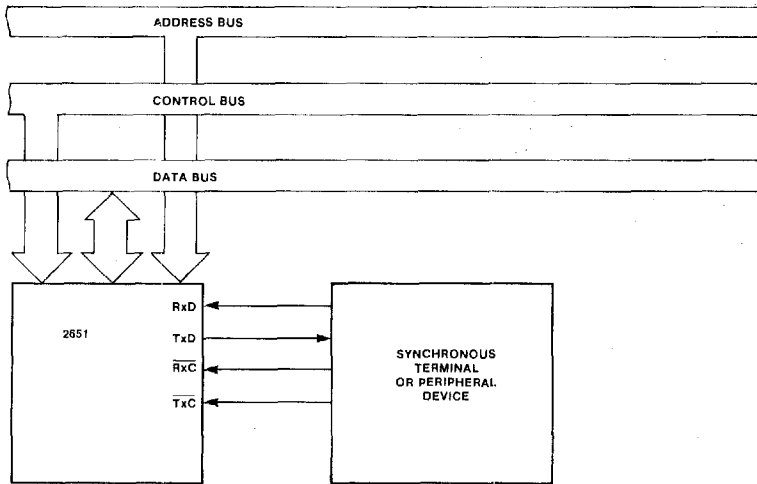 ADDRESS BUS
CONTROL BUS
DATA BUS
2651
RxD
TxD
RxC
TxC
SYNCHRONOUS
TERMINAL
OR PERIPHERAL
DEVICE